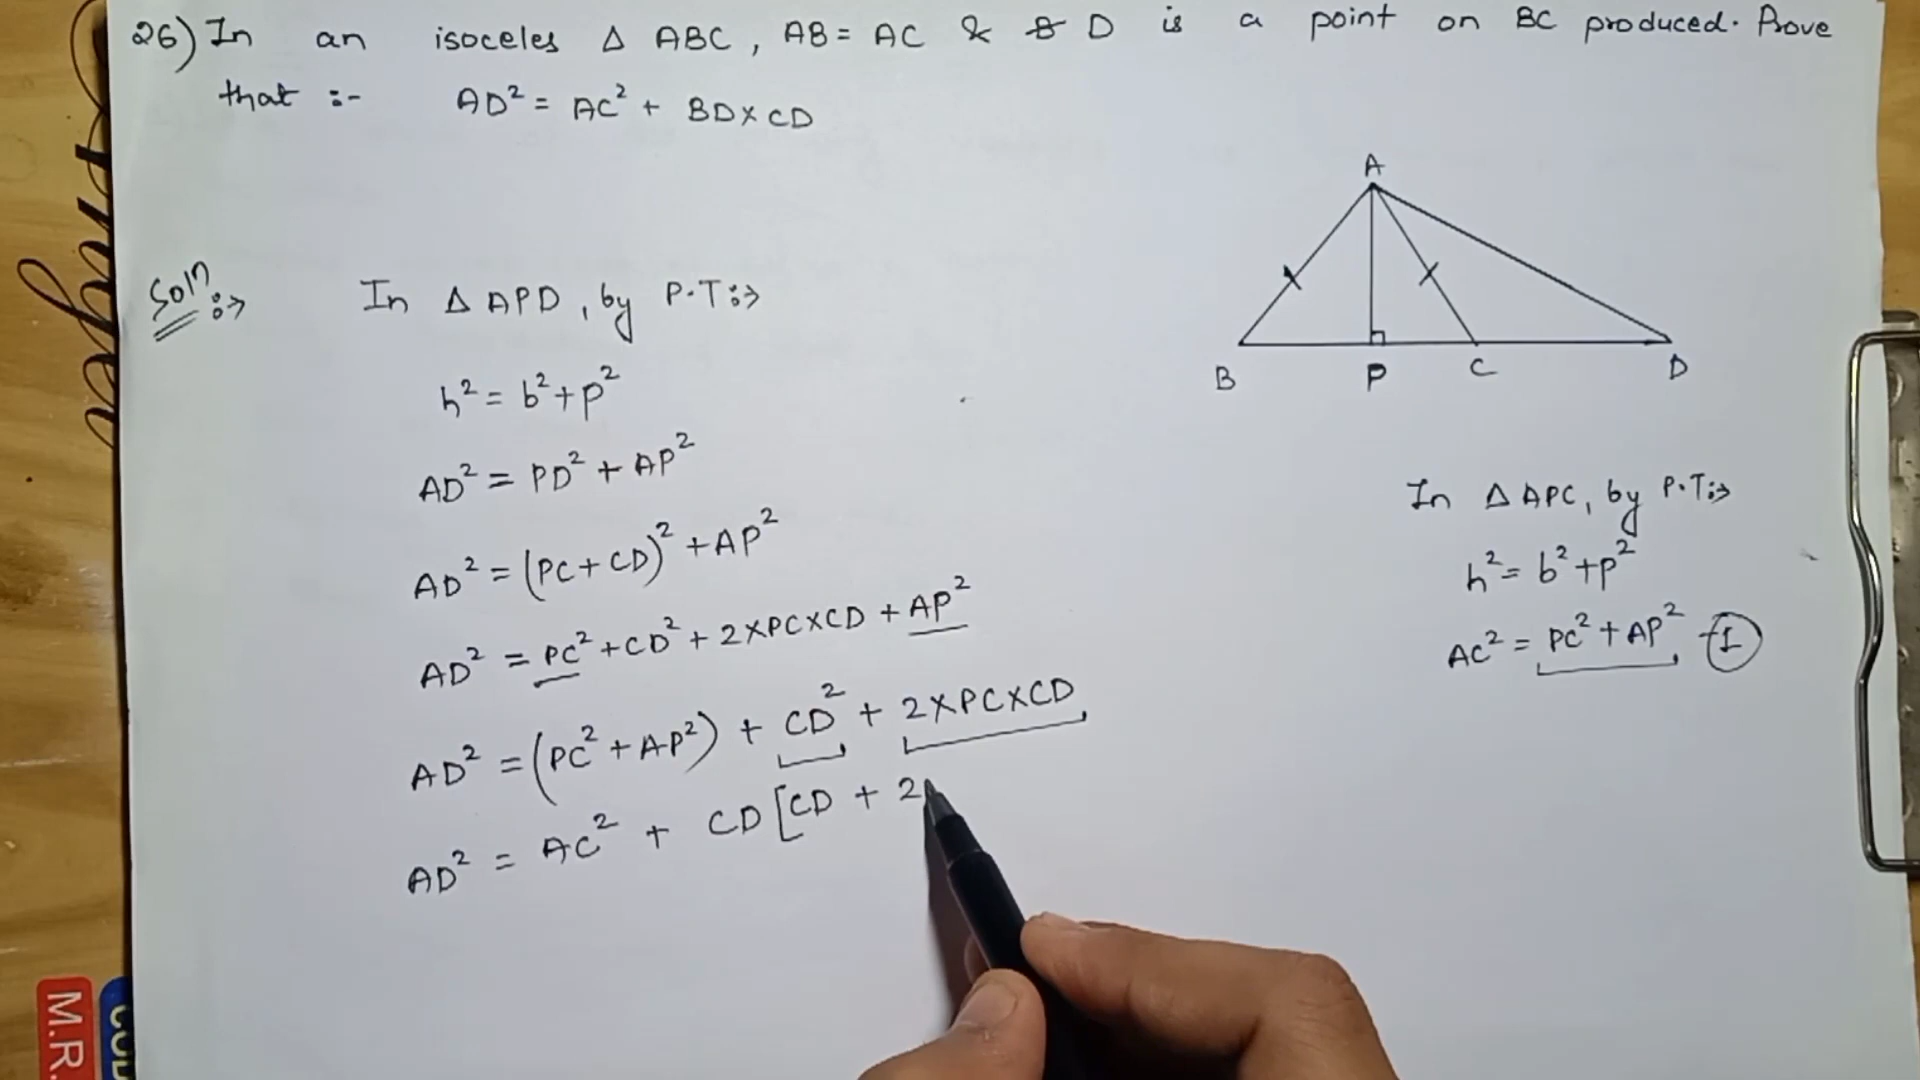 26) In an isoceles Δ ABC, AB = AC & D is a point on BC produced. Prove
that :- AD² = AC² + BD×CD
A
B P C D
Soln :→ In Δ APD, by P.T:→
h² = b² + p²
AD² = PD² + AP²
AD² = (PC + CD)² + AP²
AD² = PC² + CD² + 2×PC×CD + AP²
AD² = (PC² + AP²) + CD² + 2×PC×CD
AD² = AC² + CD [CD + 2
In Δ APC, by P.T:→
h² = b² + p²
AC² = PC² + AP² - I
M.R.